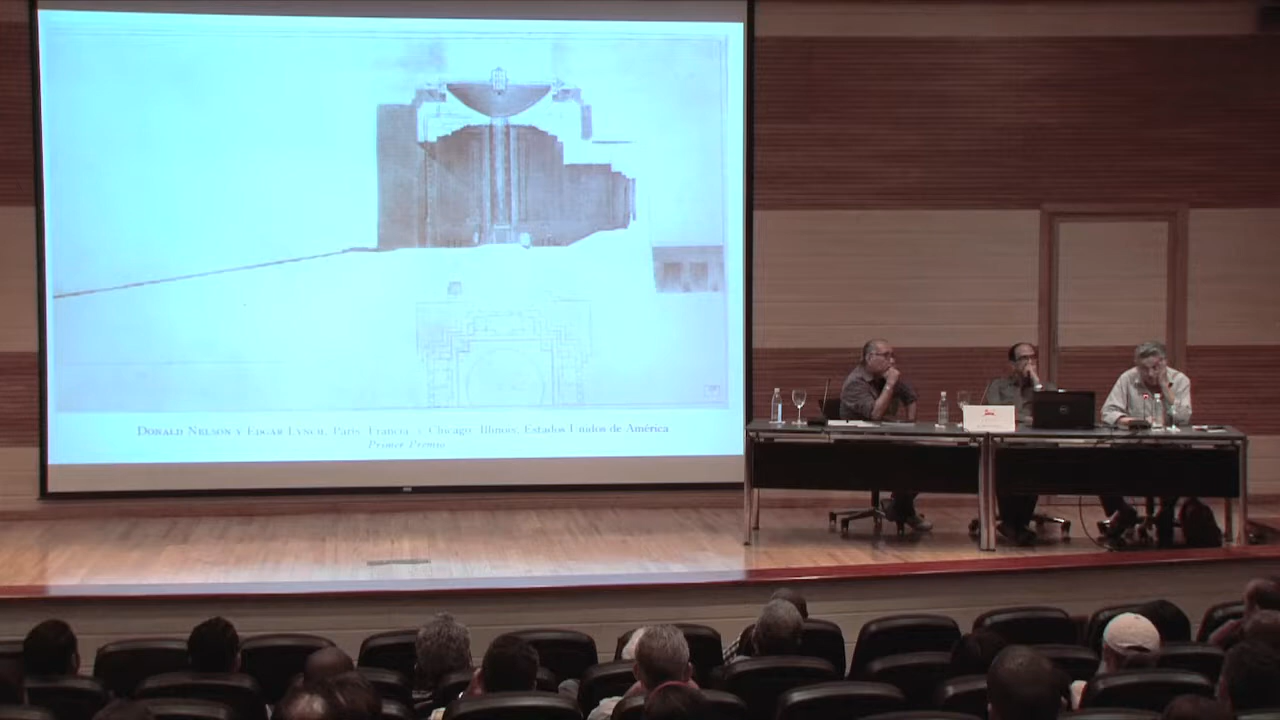 DONALD NELSON Y EDGAR LYNCH, París, Francia, y Chicago, Illinois, Estados Unidos de América
Primer Premio